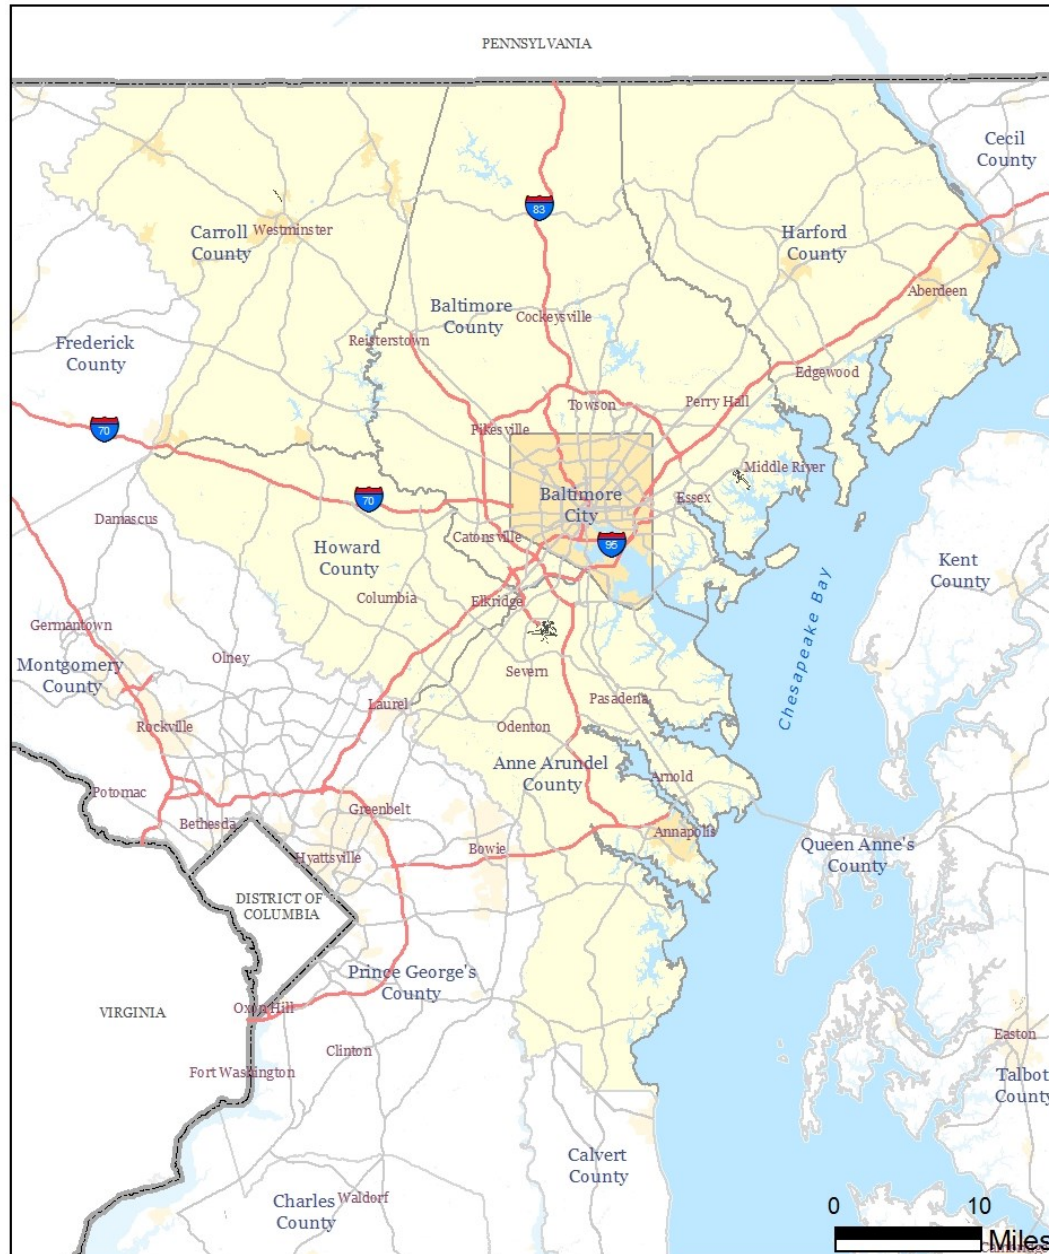 PENNSYLVANIA
Cecil
County
83
Carroll
County
Westminster
Harford
County
Aberdeen
Baltimore
County
Cockeysville
Reisterstown
Frederick
County
Edgewood
Towson
Perry Hall
70
Pikesville
Middle River
70
Baltimore
City
Essex
Damascus
Catonsville
95
Howard
County
Kent
County
Columbia
Elkridge
Chesapeake Bay
Germantown
Montgomery
County
Olney
Severn
Laurel
Pasadena
Rockville
Odenton
Anne Arundel
County
Arnold
Potomac
Greenbelt
Bethesda
Annapolis
Hyattsville
Bowie
Queen Anne's
County
DISTRICT OF
COLUMBIA
Prince George's
County
VIRGINIA
Oxon Hill
Easton
Clinton
Fort Washington
Talbot
County
Calvert
County
Charles
County
Waldorf
0 10
Miles